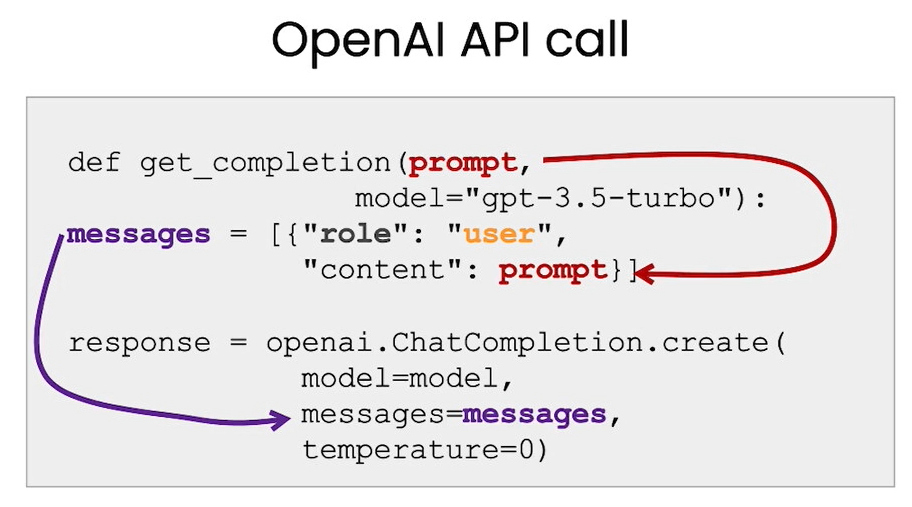 OpenAI API call
def get_completion(prompt,
model="gpt-3.5-turbo"):
messages = [{"role": "user",
"content": prompt}]
response = openai.ChatCompletion.create(
model=model,
messages=messages,
temperature=0)